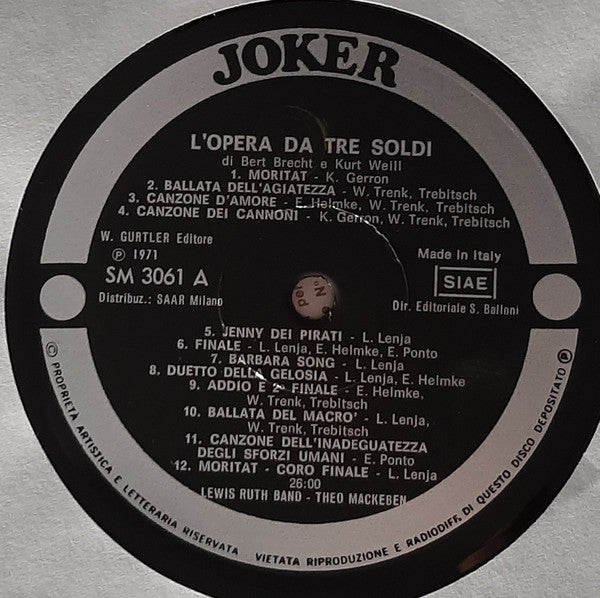 JOKER
L'OPERA DA TRE SOLDI
di Bert Brecht e Kurt Weill
1. MORITAT - K. Gerron
2. BALLATA DELL'AGIATEZZA - W. Trenk, Trebitsch
3. CANZONE D'AMORE - E. Helmke, W. Trenk, Trebitsch
4. CANZONE DEI CANNONI - K. Gerron, W. Trenk, Trebitsch
W. GURTLER Editore
Ⓟ 1971
SM 3061 A
Distribuz.: SAAR Milano
Made in Italy
SIAE
Dir. Editoriale S. Balloni
per
N°
5. JENNY DEI PIRATI - L. Lenja
6. FINALE - L. Lenja, E. Helmke, E. Ponto
7. BARBARA SONG - L. Lenja
8. DUETTO DELLA GELOSIA - L. Lenja, E. Helmke
9. ADDIO E 2° FINALE - E. Helmke,
W. Trenk, Trebitsch
10. BALLATA DEL MACRO' - L. Lenja,
W. Trenk, Trebitsch
11. CANZONE DELL'INADEGUATEZZA
DEGLI SFORZI UMANI - E. Ponto
12. MORITAT - CORO FINALE - L. Lenja
26:00
LEWIS RUTH BAND - THEO MACKEBEN
© PROPRIETA ARTISTICA E LETTERARIA RISERVATA VIETATA RIPRODUZIONE E RADIODIFF. DI QUESTO DISCO DEPOSITATO Ⓟ